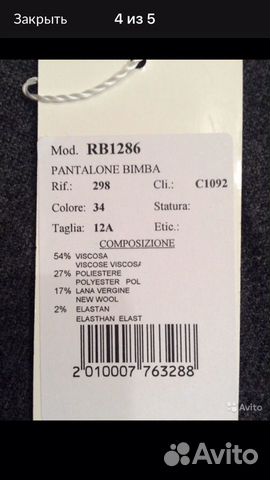 Закрыть
4 из 5
Mod. RB1286
PANTALONE BIMBA
Rif.: 298 Cli.: C1092
Colore: 34 Statura:
Taglia: 12A Etic.:
COMPOSIZIONE
54% VISCOSA
VISCOSE VISCOSA
27% POLIESTERE
POLYESTER POL
17% LANA VERGINE
NEW WOOL
2% ELASTAN
ELASTHAN ELAST
2 010007 763288
Avito
Avito